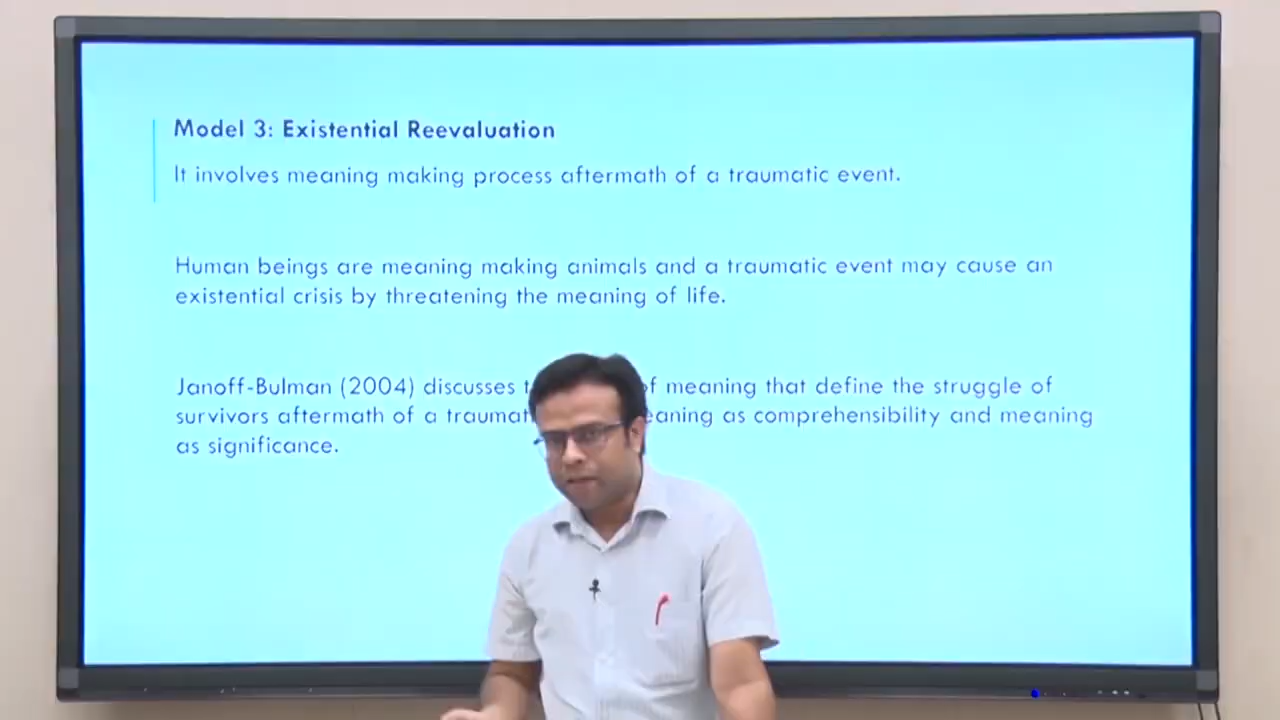 Model 3: Existential Reevaluation
It involves meaning making process aftermath of a traumatic event.
Human beings are meaning making animals and a traumatic event may cause an
existential crisis by threatening the meaning of life.
Janoff-Bulman (2004) discusses of meaning that define the struggle of
survivors aftermath of a as comprehensibility and meaning
as significance.